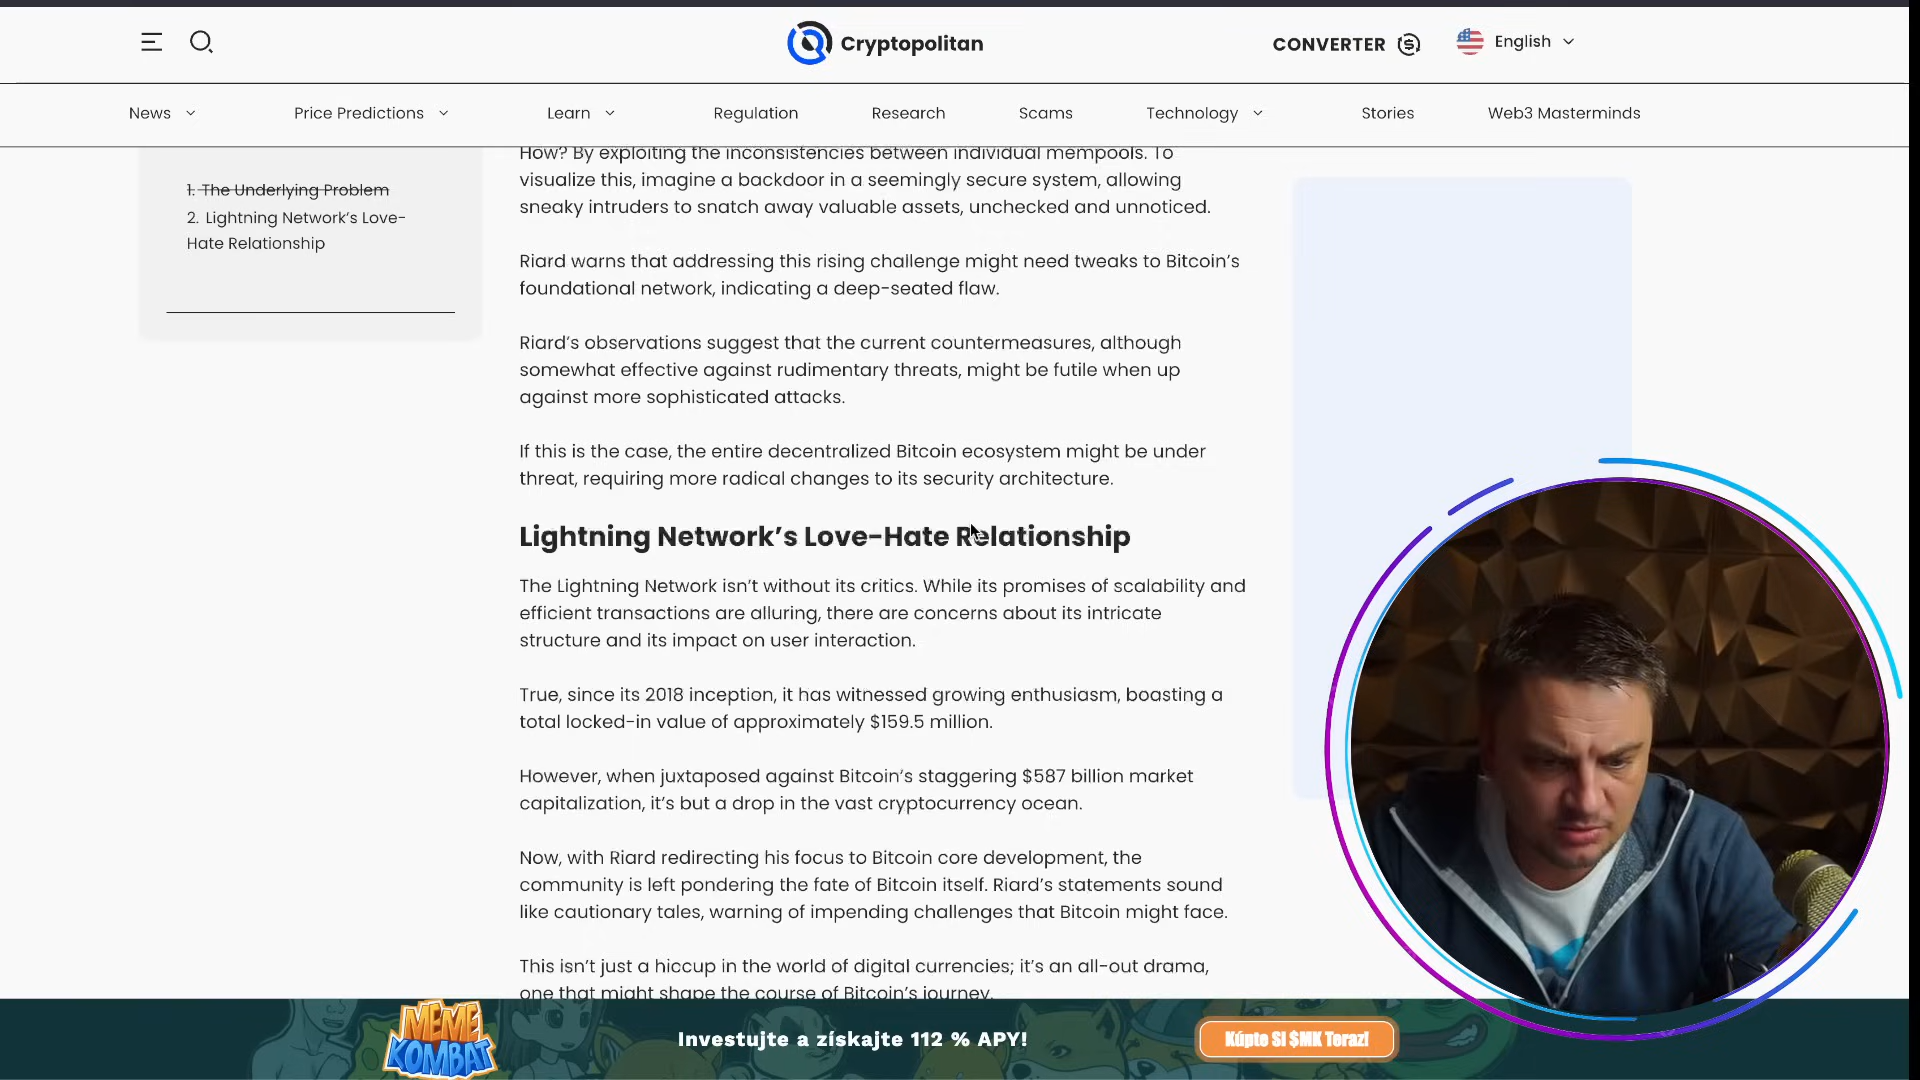 Cryptopolitan
CONVERTER
English
News
Price Predictions
Learn
Regulation
Research
Scams
Technology
Stories
Web3 Masterminds
1. The Underlying Problem
2. Lightning Network's Love-
Hate Relationship
How? By exploiting the inconsistencies between individual mempools. To
visualize this, imagine a backdoor in a seemingly secure system, allowing
sneaky intruders to snatch away valuable assets, unchecked and unnoticed.
Riard warns that addressing this rising challenge might need tweaks to Bitcoin's
foundational network, indicating a deep-seated flaw.
Riard's observations suggest that the current countermeasures, although
somewhat effective against rudimentary threats, might be futile when up
against more sophisticated attacks.
If this is the case, the entire decentralized Bitcoin ecosystem might be under
threat, requiring more radical changes to its security architecture.
Lightning Network's Love-Hate Relationship
The Lightning Network isn't without its critics. While its promises of scalability and
efficient transactions are alluring, there are concerns about its intricate
structure and its impact on user interaction.
True, since its 2018 inception, it has witnessed growing enthusiasm, boasting a
total locked-in value of approximately $159.5 million.
However, when juxtaposed against Bitcoin's staggering $587 billion market
capitalization, it's but a drop in the vast cryptocurrency ocean.
Now, with Riard redirecting his focus to Bitcoin core development, the
community is left pondering the fate of Bitcoin itself. Riard's statements sound
like cautionary tales, warning of impending challenges that Bitcoin might face.
This isn't just a hiccup in the world of digital currencies; it's an all-out drama,
one that might shape the course of Bitcoin's journey.
MEME
KOMBAT
Investujte a získajte 112 % APY!
Kúpte Si $MK Teraz!